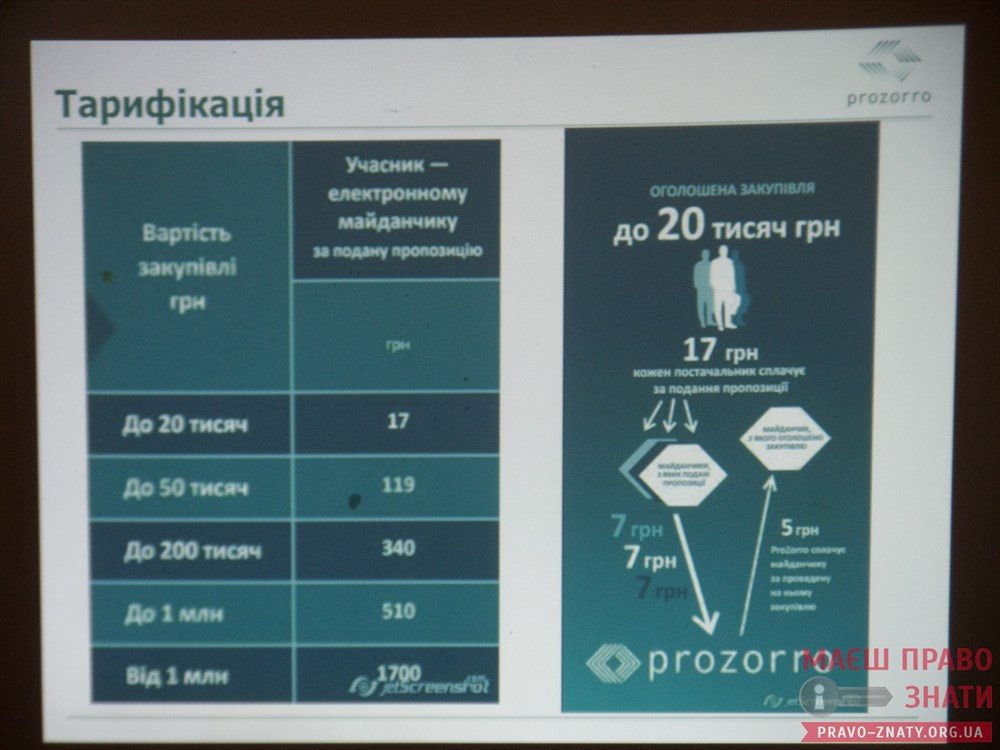 Тарифікація
prozorro
Вартість
закупівлі
грн
Учасник —
електронному
майданчику
за подану пропозицію
грн
До 20 тисяч
17
До 50 тисяч
119
До 200 тисяч
340
До 1 млн
510
Від 1 млн
1700
jetScreenshot
.com
ОГОЛОШЕНА ЗАКУПІВЛЯ
до 20 тисяч грн
17 грн
кожен постачальник сплачує
за подання пропозиції
МАЙДАНЧИКИ,
З ЯКИХ ПОДАНІ
ПРОПОЗИЦІЇ
МАЙДАНЧИК,
З ЯКОГО ОГОЛОШЕНО
ЗАКУПІВЛЮ
7 грн
7 грн
7 грн
5 грн
ProZorro сплачує
майданчику
за проведену
на ньому
закупівлю
prozorro
jetScreenshot
МАЄШ ПРАВО
ЗНАТИ
PRAVO-ZNATY.ORG.UA